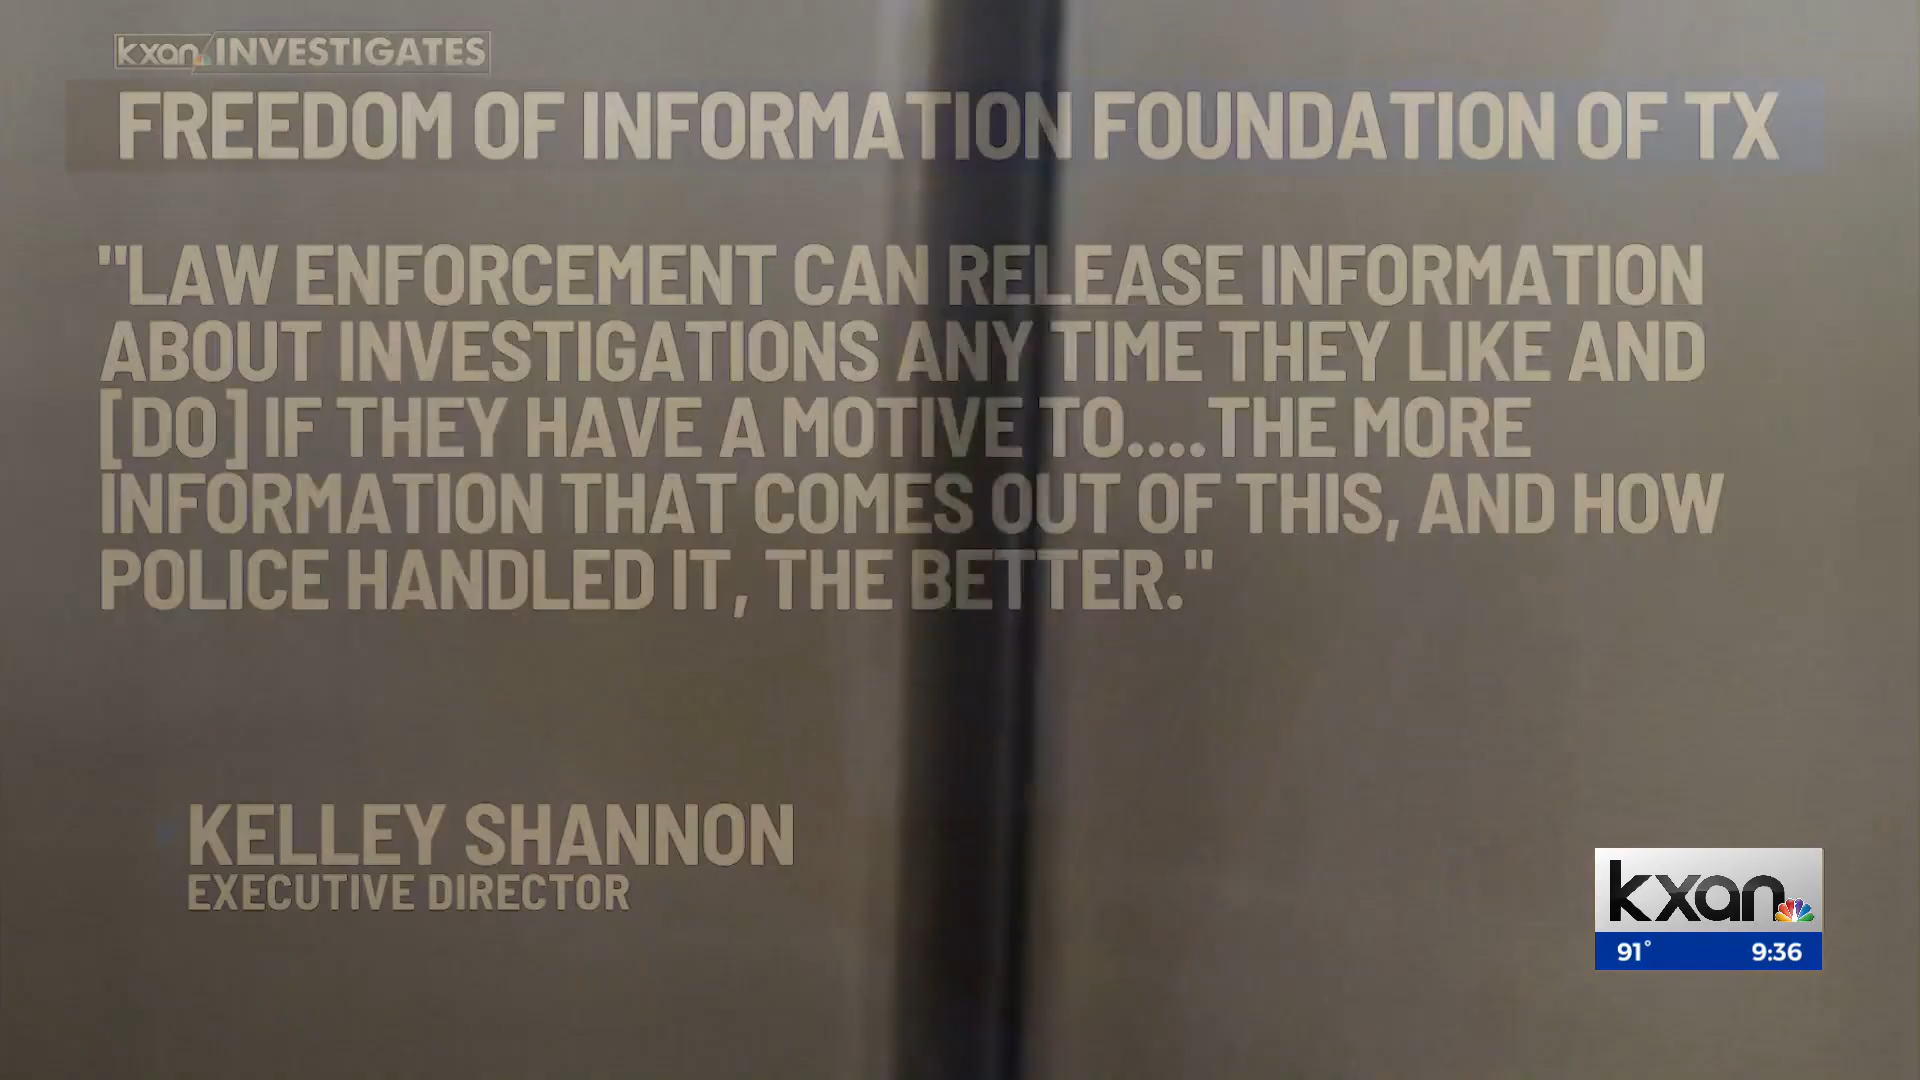 kxan INVESTIGATES
FREEDOM OF INFORMATION FOUNDATION OF TX
"LAW ENFORCEMENT CAN RELEASE INFORMATION
ABOUT INVESTIGATIONS ANY TIME THEY LIKE AND
[DO] IF THEY HAVE A MOTIVE TO....THE MORE
INFORMATION THAT COMES OUT OF THIS, AND HOW
POLICE HANDLED IT, THE BETTER."
KELLEY SHANNON
EXECUTIVE DIRECTOR
kxan
91° 9:36